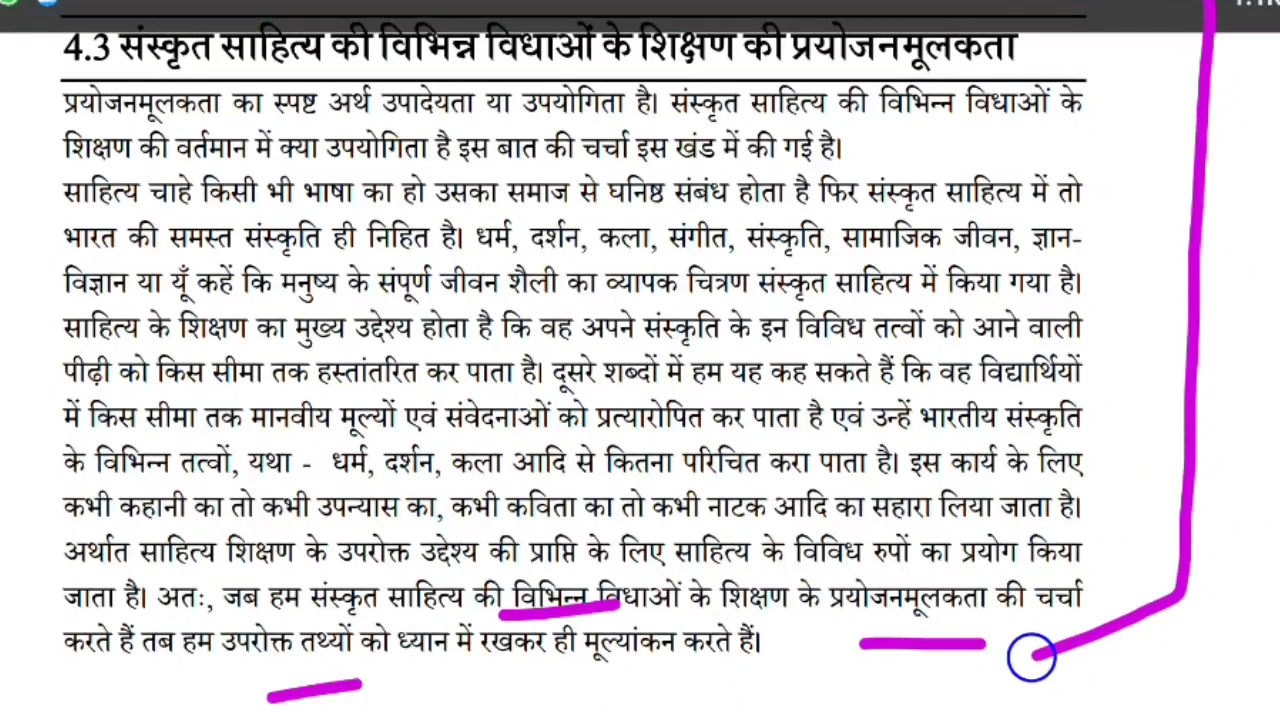 4.3 संस्कृत साहित्य की विभिन्न विधाओं के शिक्षण की प्रयोजनमूलकता
प्रयोजनमूलकता का स्पष्ट अर्थ उपादेयता या उपयोगिता है। संस्कृत साहित्य की विभिन्न विधाओं के
शिक्षण की वर्तमान में क्या उपयोगिता है इस बात की चर्चा इस खंड में की गई है।
साहित्य चाहे किसी भी भाषा का हो उसका समाज से घनिष्ठ संबंध होता है फिर संस्कृत साहित्य में तो
भारत की समस्त संस्कृति ही निहित है। धर्म, दर्शन, कला, संगीत, संस्कृति, सामाजिक जीवन, ज्ञान-
विज्ञान या यूँ कहें कि मनुष्य के संपूर्ण जीवन शैली का व्यापक चित्रण संस्कृत साहित्य में किया गया है।
साहित्य के शिक्षण का मुख्य उद्देश्य होता है कि वह अपने संस्कृति के इन विविध तत्वों को आने वाली
पीढ़ी को किस सीमा तक हस्तांतरित कर पाता है। दूसरे शब्दों में हम यह कह सकते हैं कि वह विद्यार्थियों
में किस सीमा तक मानवीय मूल्यों एवं संवेदनाओं को प्रत्यारोपित कर पाता है एवं उन्हें भारतीय संस्कृति
के विभिन्न तत्वों, यथा - धर्म, दर्शन, कला आदि से कितना परिचित करा पाता है। इस कार्य के लिए
कभी कहानी का तो कभी उपन्यास का, कभी कविता का तो कभी नाटक आदि का सहारा लिया जाता है।
अर्थात साहित्य शिक्षण के उपरोक्त उद्देश्य की प्राप्ति के लिए साहित्य के विविध रुपों का प्रयोग किया
जाता है। अतः, जब हम संस्कृत साहित्य की विभिन्न विधाओं के शिक्षण के प्रयोजनमूलकता की चर्चा
करते हैं तब हम उपरोक्त तथ्यों को ध्यान में रखकर ही मूल्यांकन करते हैं।